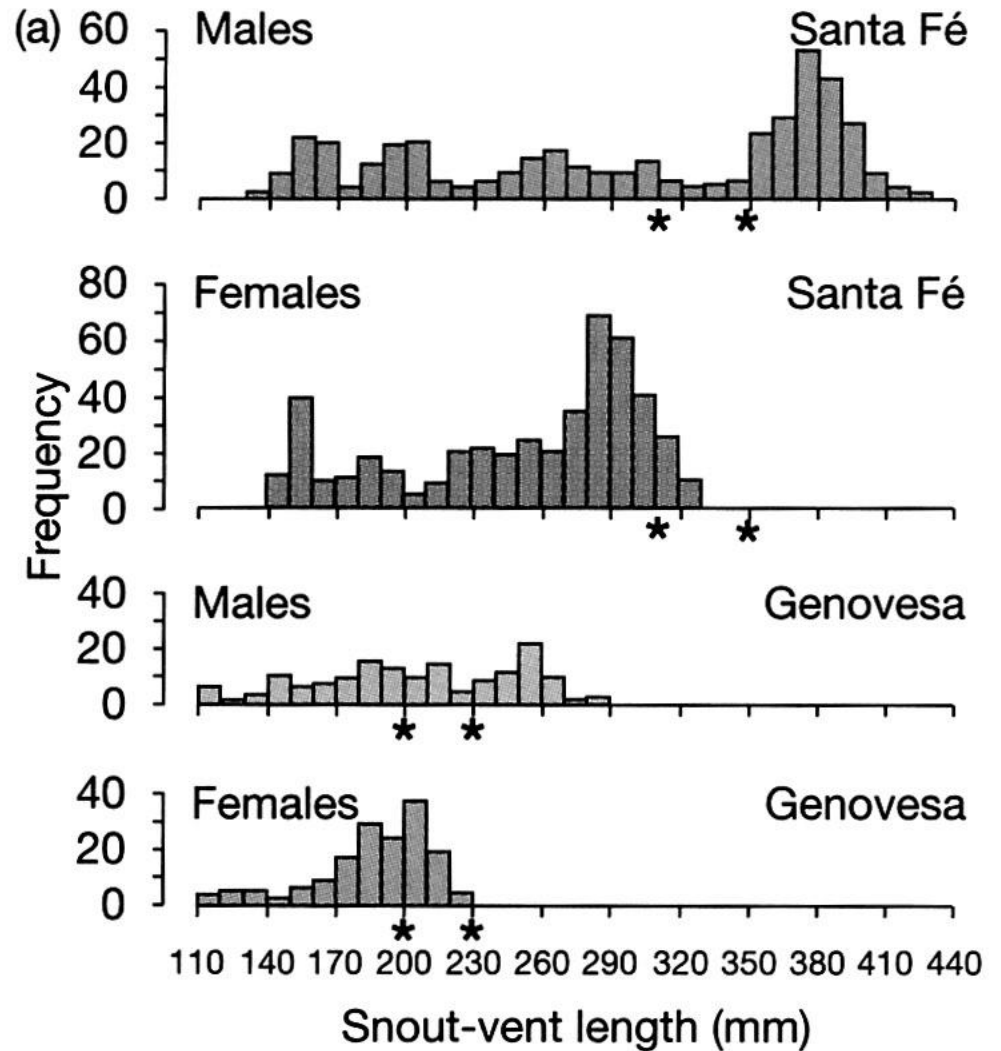 (a)
60
40
20
0
Males
Santa Fé
* *
80
60
40
20
0
Females
Santa Fé
* *
Frequency
40
20
0
Males
Genovesa
* *
40
20
0
Females
Genovesa
* *
110 140 170 200 230 260 290 320 350 380 410 440
Snout-vent length (mm)